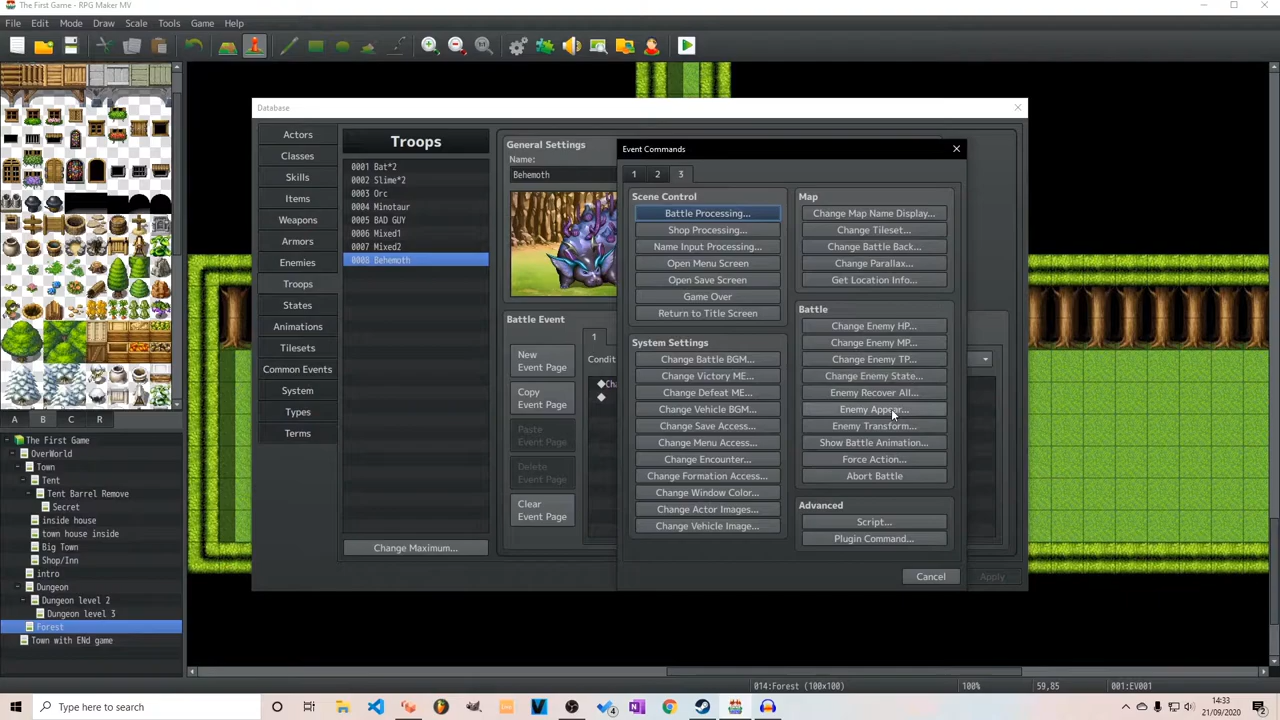 The First Game - RPG Maker MV
File Edit Mode Draw Scale Tools Game Help
Database
Actors
Classes
Skills
Items
Weapons
Armors
Enemies
Troops
States
Animations
Tilesets
Common Events
System
Types
Terms
Troops
0001 Bat*2
0002 Slime*2
0003 Orc
0004 Minotaur
0005 BAD GUY
0006 Mixed1
0007 Mixed2
0008 Behemoth
Change Maximum...
General Settings
Name:
Behemoth
Battle Event
1
New
Event Page
Copy
Event Page
Paste
Event Page
Delete
Event Page
Clear
Event Page
Event Commands
1 2 3
Scene Control
Battle Processing...
Shop Processing...
Name Input Processing...
Open Menu Screen
Open Save Screen
Game Over
Return to Title Screen
System Settings
Change Battle BGM...
Change Victory ME...
Change Defeat ME...
Change Vehicle BGM...
Change Save Access...
Change Menu Access...
Change Encounter...
Change Formation Access...
Change Window Color...
Change Actor Images...
Change Vehicle Image...
Map
Change Map Name Display...
Change Tileset...
Change Battle Back...
Change Parallax...
Get Location Info...
Battle
Change Enemy HP...
Change Enemy MP...
Change Enemy TP...
Change Enemy State...
Enemy Recover All...
Enemy Appear...
Enemy Transform...
Show Battle Animation...
Force Action...
Abort Battle
Advanced
Script...
Plugin Command...
Cancel
Apply
A B C R
The First Game
OverWorld
Town
Tent
Tent Barrel Remove
Secret
inside house
town house inside
Big Town
Shop/Inn
intro
Dungeon
Dungeon level 2
Dungeon level 3
Forest
Town with ENd game
014:Forest (100x100) 100% 59,85 001:EV001
Type here to search
14:33
21/09/2020